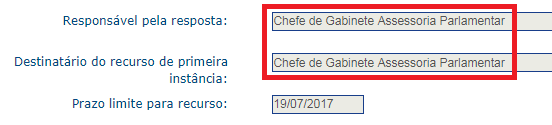 Responsável pela resposta: Chefe de Gabinete Assessoria Parlamentar
Destinatário do recurso de primeira
instância: Chefe de Gabinete Assessoria Parlamentar
Prazo limite para recurso: 19/07/2017